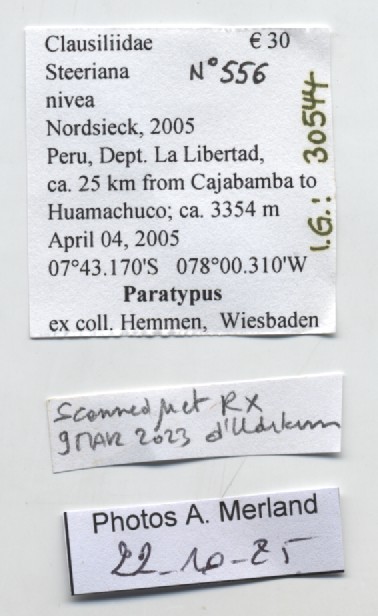 Clausiliidae € 30
Steeriana N° 556
nivea
Nordsieck, 2005
Peru, Dept. La Libertad,
ca. 25 km from Cajabamba to
Huamachuco; ca. 3354 m
April 04, 2005
07°43.170'S 078°00.310'W
Paratypus
ex coll. Hemmen, Wiesbaden
I.G.: 30544
Scanned met RX
9 MAR 2023
Photos A. Merland
22-10-25